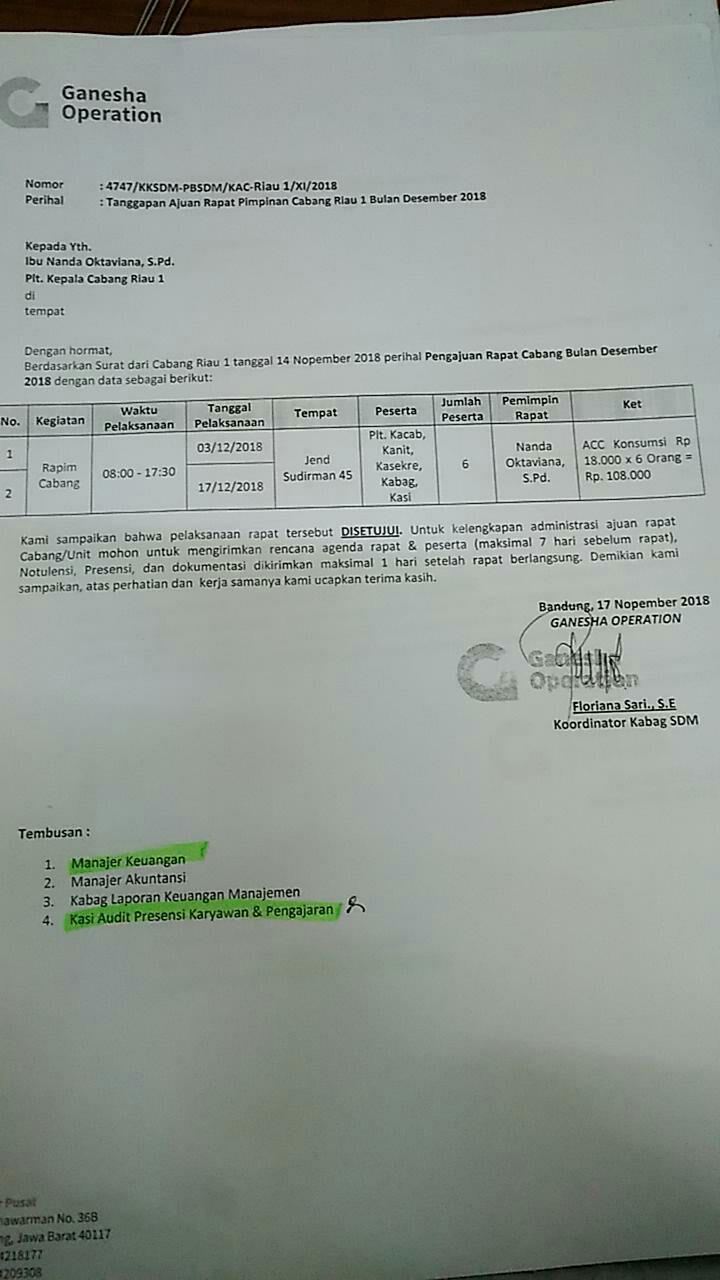 Ganesha
Operation
Nomor : 4747/KKSDM-PBSDM/KAC-Riau 1/XI/2018
Perihal : Tanggapan Ajuan Rapat Pimpinan Cabang Riau 1 Bulan Desember 2018
Kepada Yth.
Ibu Nanda Oktaviana, S.Pd.
Plt. Kepala Cabang Riau 1
di
tempat
Dengan hormat,
Berdasarkan Surat dari Cabang Riau 1 tanggal 14 Nopember 2018 perihal Pengajuan Rapat Cabang Bulan Desember
2018 dengan data sebagai berikut:
No. Kegiatan Waktu Pelaksanaan Tanggal Pelaksanaan Tempat Peserta Jumlah Peserta Pemimpin Rapat Ket
1 Rapim Cabang 08:00 - 17:30 03/12/2018 Jend Sudirman 45 Plt. Kacab, Kanit, Kasekre, Kabag, Kasi 6 Nanda Oktaviana, S.Pd. ACC Konsumsi Rp 18.000 x 6 Orang = Rp. 108.000
2 17/12/2018
Kami sampaikan bahwa pelaksanaan rapat tersebut DISETUJUI. Untuk kelengkapan administrasi ajuan rapat
Cabang/Unit mohon untuk mengirimkan rencana agenda rapat & peserta (maksimal 7 hari sebelum rapat),
Notulensi, Presensi, dan dokumentasi dikirimkan maksimal 1 hari setelah rapat berlangsung. Demikian kami
sampaikan, atas perhatian dan kerja samanya kami ucapkan terima kasih.
Bandung, 17 Nopember 2018
GANESHA OPERATION
Ganesha
Operation
Floriana Sari., S.E
Koordinator Kabag SDM
Tembusan :
1. Manajer Keuangan
2. Manajer Akuntansi
3. Kabag Laporan Keuangan Manajemen
4. Kasi Audit Presensi Karyawan & Pengajaran
Pusat
nawarman No. 36B
ng, Jawa Barat 40117
4218177
4209308